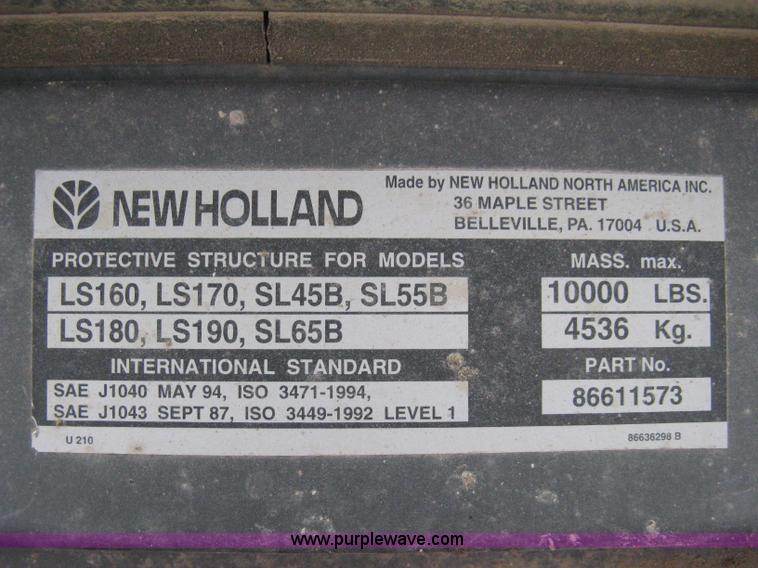 NEW HOLLAND
Made by NEW HOLLAND NORTH AMERICA INC.
36 MAPLE STREET
BELLEVILLE, PA. 17004 U.S.A.
PROTECTIVE STRUCTURE FOR MODELS
LS160, LS170, SL45B, SL55B
LS180, LS190, SL65B
MASS. max.
10000 LBS.
4536 Kg.
INTERNATIONAL STANDARD
SAE J1040 MAY 94, ISO 3471-1994,
SAE J1043 SEPT 87, ISO 3449-1992 LEVEL 1
PART No.
86611573
U 210
86636298 B
www.purplewave.com